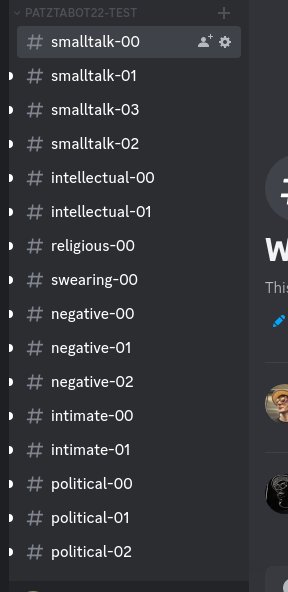 PATZTABOT22-TEST
smalltalk-00
smalltalk-01
smalltalk-03
smalltalk-02
intellectual-00
intellectual-01
religious-00
swearing-00
negative-00
negative-01
negative-02
intimate-00
intimate-01
political-00
political-01
political-02
W
This